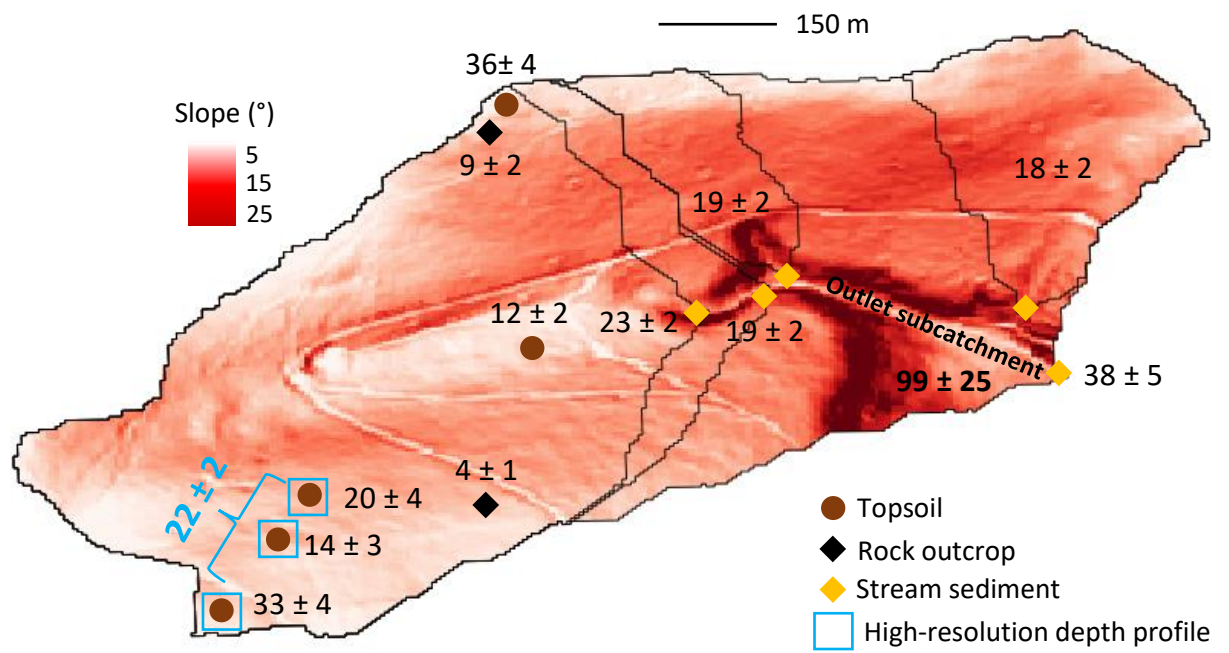 150 m
36± 4
Slope (°)
5
15
25
9 ± 2
18 ± 2
19 ± 2
12 ± 2
23 ± 2
19 ± 2
Outlet subcatchment
99 ± 25
38 ± 5
4 ± 1
22 ± 2
20 ± 4
14 ± 3
33 ± 4
Topsoil
Rock outcrop
Stream sediment
High-resolution depth profile